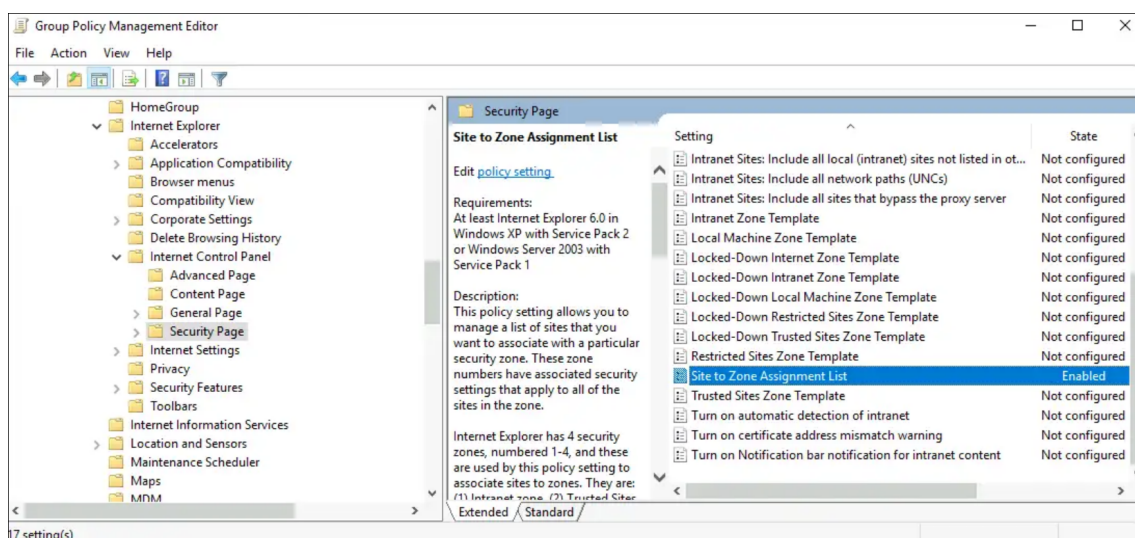 Group Policy Management Editor
File Action View Help
HomeGroup
Internet Explorer
Accelerators
Application Compatibility
Browser menus
Compatibility View
Corporate Settings
Delete Browsing History
Internet Control Panel
Advanced Page
Content Page
General Page
Security Page
Internet Settings
Privacy
Security Features
Toolbars
Internet Information Services
Location and Sensors
Maintenance Scheduler
Maps
MDM
Security Page
Site to Zone Assignment List
Edit policy setting
Requirements:
At least Internet Explorer 6.0 in
Windows XP with Service Pack 2
or Windows Server 2003 with
Service Pack 1
Description:
This policy setting allows you to
manage a list of sites that you
want to associate with a particular
security zone. These zone
numbers have associated security
settings that apply to all of the
sites in the zone.
Internet Explorer has 4 security
zones, numbered 1-4, and these
are used by this policy setting to
associate sites to zones. They are:
(1) Intranet zone, (2) Trusted Sites
Setting State
Intranet Sites: Include all local (intranet) sites not listed in ot... Not configured
Intranet Sites: Include all network paths (UNCs) Not configured
Intranet Sites: Include all sites that bypass the proxy server Not configured
Intranet Zone Template Not configured
Local Machine Zone Template Not configured
Locked-Down Internet Zone Template Not configured
Locked-Down Intranet Zone Template Not configured
Locked-Down Local Machine Zone Template Not configured
Locked-Down Restricted Sites Zone Template Not configured
Locked-Down Trusted Sites Zone Template Not configured
Restricted Sites Zone Template Not configured
Site to Zone Assignment List Enabled
Trusted Sites Zone Template Not configured
Turn on automatic detection of intranet Not configured
Turn on certificate address mismatch warning Not configured
Turn on Notification bar notification for intranet content Not configured
Extended Standard
17 setting(s)